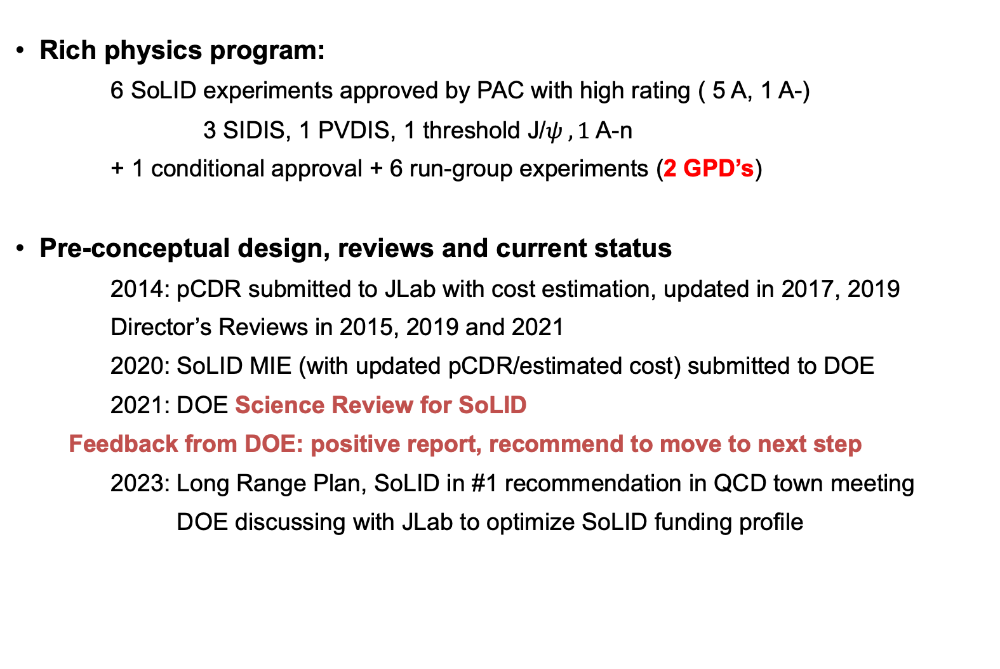 • Rich physics program:
6 SoLID experiments approved by PAC with high rating ( 5 A, 1 A-)
3 SIDIS, 1 PVDIS, 1 threshold J/𝜓 , 1 A-n
+ 1 conditional approval + 6 run-group experiments (2 GPD’s)
• Pre-conceptual design, reviews and current status
2014: pCDR submitted to JLab with cost estimation, updated in 2017, 2019
Director’s Reviews in 2015, 2019 and 2021
2020: SoLID MIE (with updated pCDR/estimated cost) submitted to DOE
2021: DOE Science Review for SoLID
Feedback from DOE: positive report, recommend to move to next step
2023: Long Range Plan, SoLID in #1 recommendation in QCD town meeting
DOE discussing with JLab to optimize SoLID funding profile